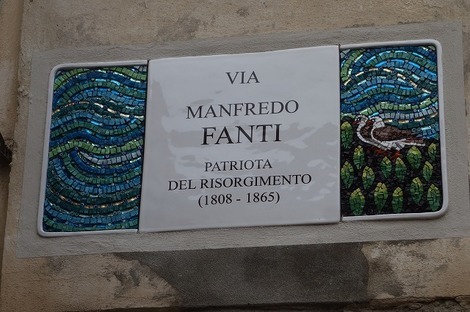 VIA
MANFREDO
FANTI
PATRIOTA
DEL RISORGIMENTO
(1808 - 1865)